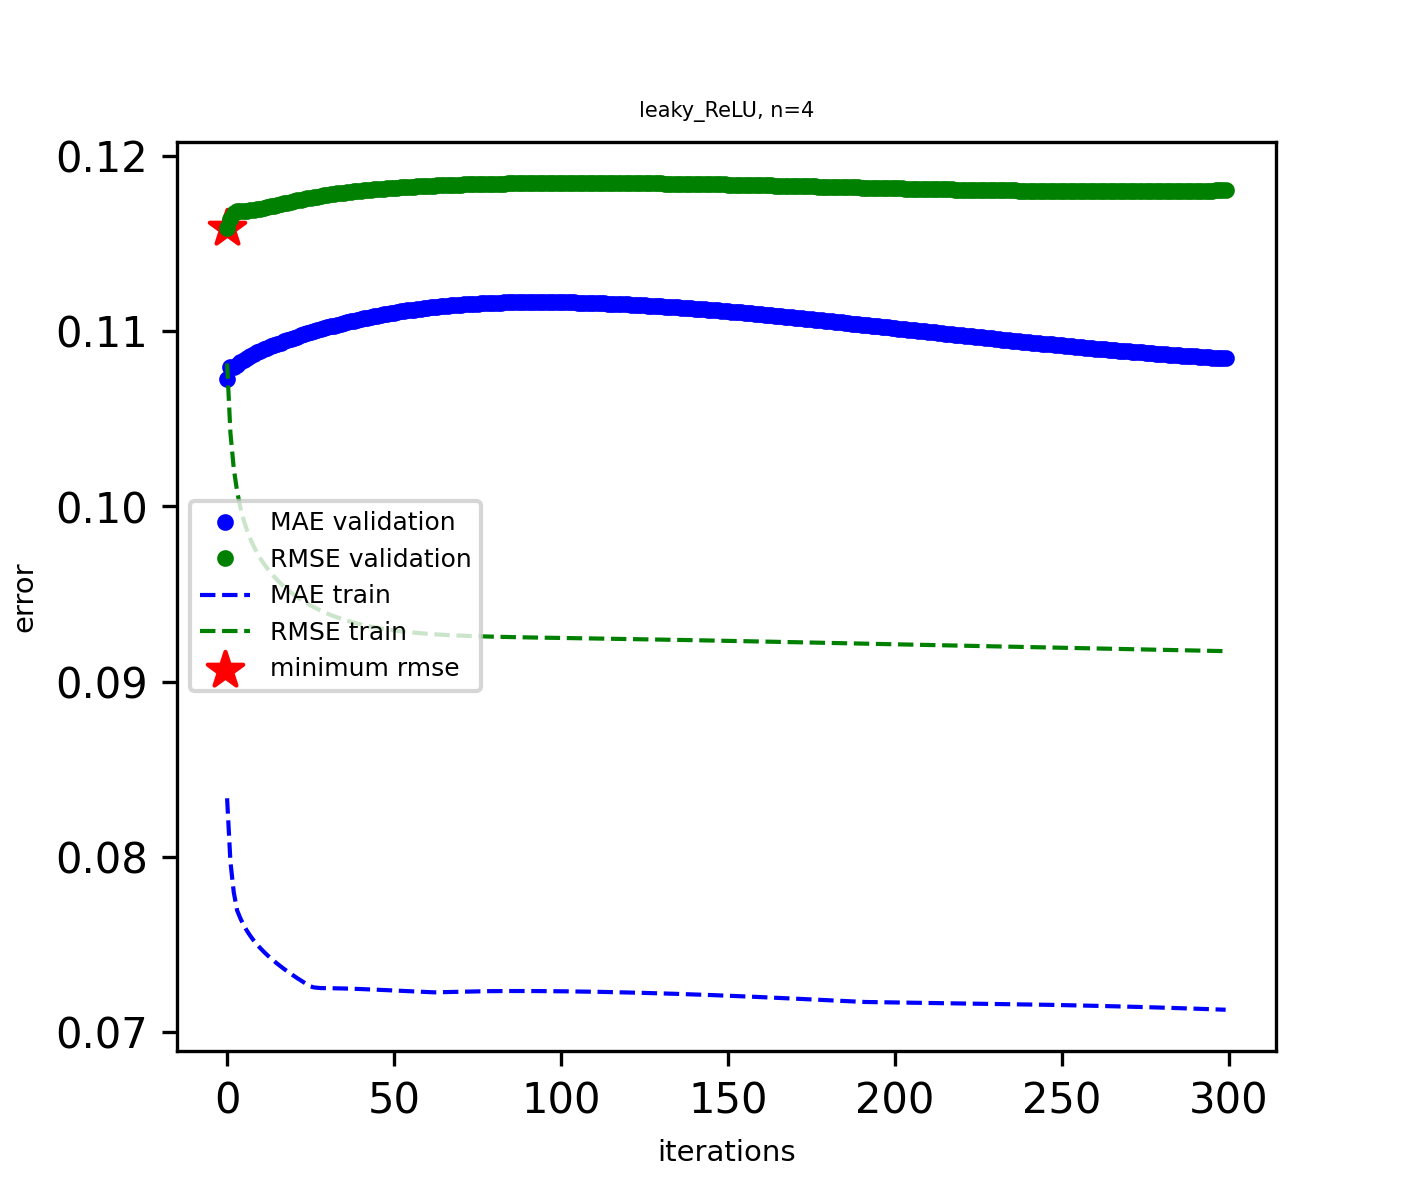 leaky_ReLU, n=4
0.12
0.11
0.10
0.09
0.08
0.07
error
MAE validation
RMSE validation
MAE train
RMSE train
minimum rmse
0 50 100 150 200 250 300
iterations